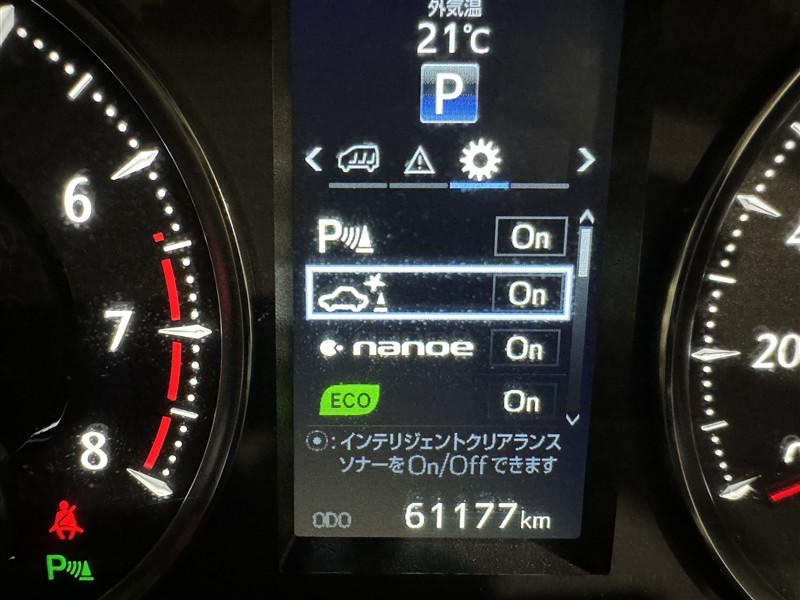 外気温
21℃
P
P On
On
nanoe On
ECO On
:インテリジェントクリアランス
ソナーをOn/Offできます
ODO 61177km
6
7
8
P
20